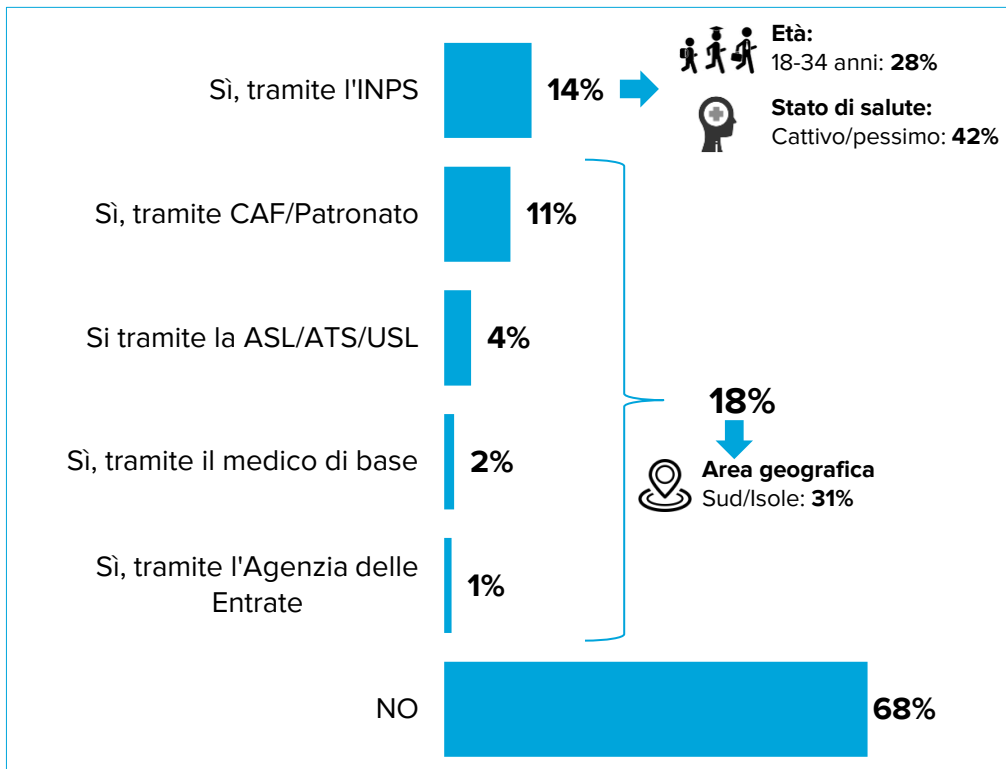 Sì, tramite l'INPS
14%
Età:
18-34 anni: 28%
Stato di salute:
Cattivo/pessimo: 42%
Sì, tramite CAF/Patronato
11%
Si tramite la ASL/ATS/USL
4%
18%
Area geografica
Sud/Isole: 31%
Sì, tramite il medico di base
2%
Sì, tramite l'Agenzia delle
Entrate
1%
NO
68%